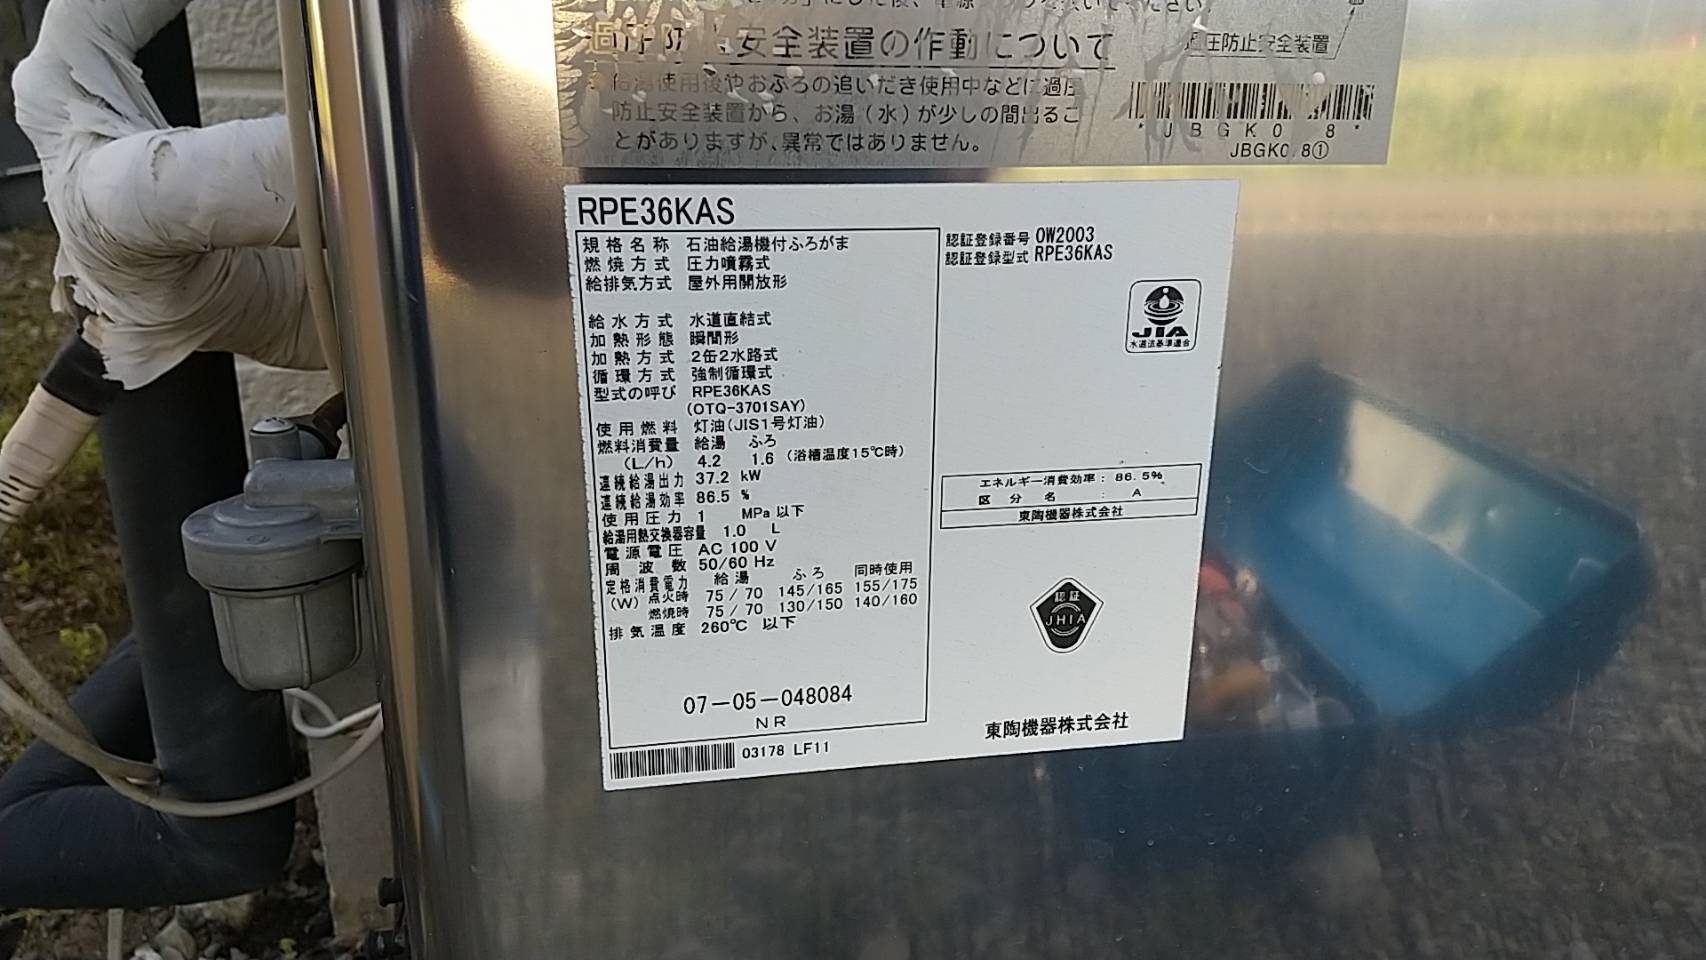 安全装置の作動について
給湯使用後やおふろの追いだき使用中などに過圧
防止安全装置から、お湯（水）が少しの間出るこ
とがありますが、異常ではありません。
過圧防止安全装置
RPE36KAS
規格名称 石油給湯機付ふろがま
燃焼方式 圧力噴霧式
給排気方式 屋外用開放形
給水方式 水道直結式
加熱形態 瞬間形
加熱方式 2缶2水路式
循環方式 強制循環式
型式の呼び RPE36KAS
(OTQ-3701SAY)
使用燃料 灯油(JIS1号灯油)
燃料消費量 給湯 ふろ
(L/h) 4.2 1.6 (浴槽温度15℃時)
連続給湯出力 37.2 kW
連続給湯効率 86.5 %
使用圧力 1 MPa 以下
給湯用熱交換器容量 1.0 L
電源電圧 AC 100 V
周波数 50/60 Hz
定格消費電力 給湯 ふろ 同時使用
(W) 点火時 75/70 145/165 155/175
燃焼時 75/70 130/150 140/160
排気温度 260℃ 以下
07-05-048084
NR
03178 LF11
認証登録番号 OW2003
認証登録型式 RPE36KAS
JIA
水道法基準適合
エネルギー消費効率：86.5%
区分名：A
東陶機器株式会社
認証
JHIA
東陶機器株式会社